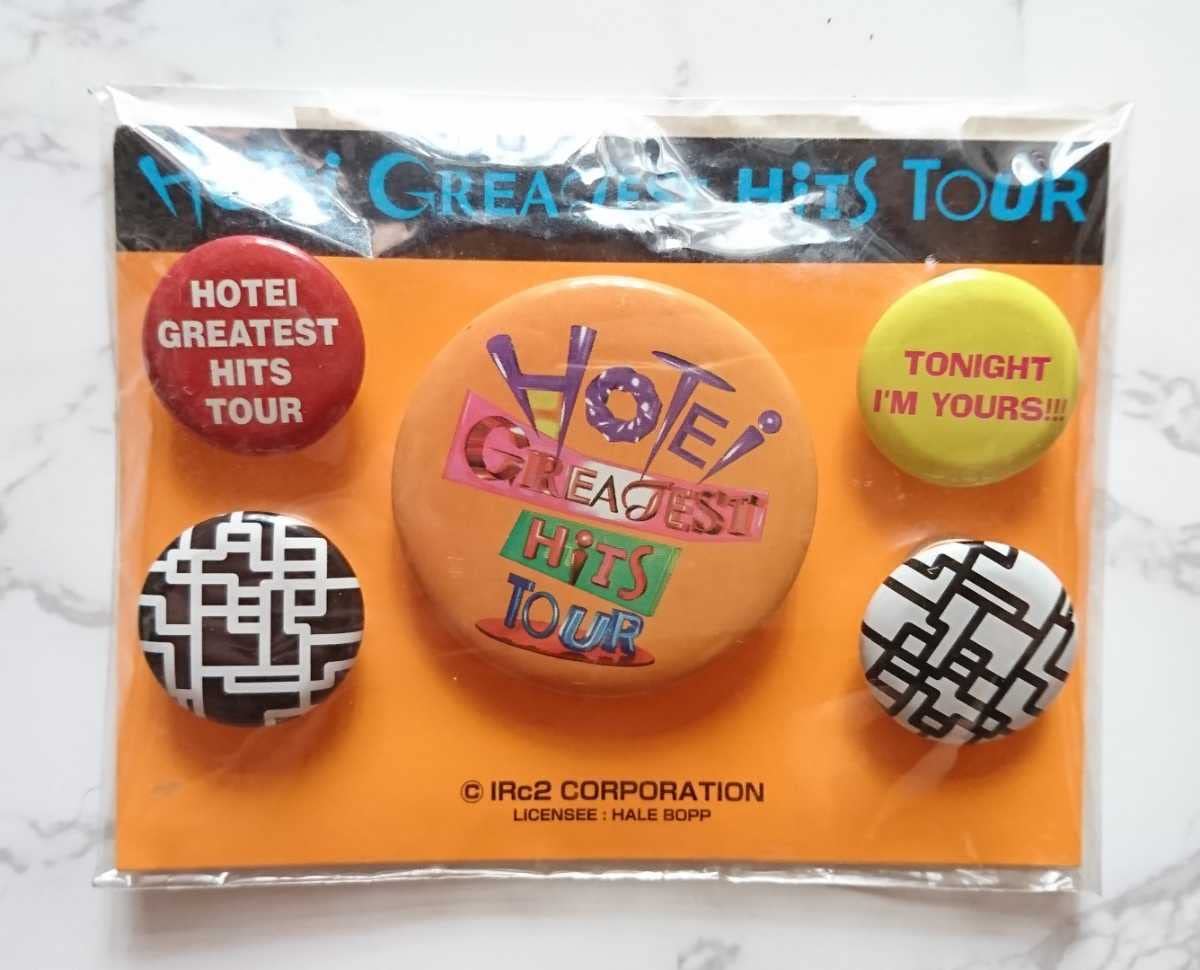 HOTEi GREATEST HiTS TOUR
HOTEI
GREATEST
HITS
TOUR
HOTEi
GREATEST
HiTS
TOUR
TONIGHT
I'M YOURS!!!
© IRc2 CORPORATION
LICENSEE : HALE BOPP